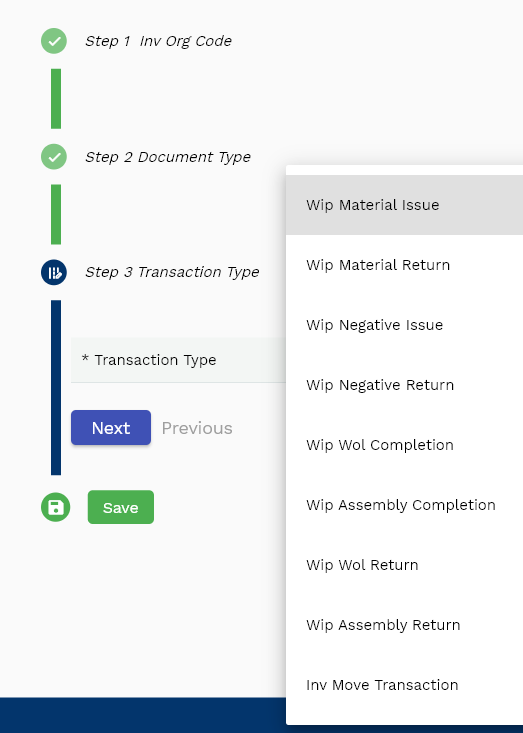 Step 1 Inv Org Code
Step 2 Document Type
Step 3 Transaction Type
* Transaction Type
Next Previous
Save
Wip Material Issue
Wip Material Return
Wip Negative Issue
Wip Negative Return
Wip Wol Completion
Wip Assembly Completion
Wip Wol Return
Wip Assembly Return
Inv Move Transaction